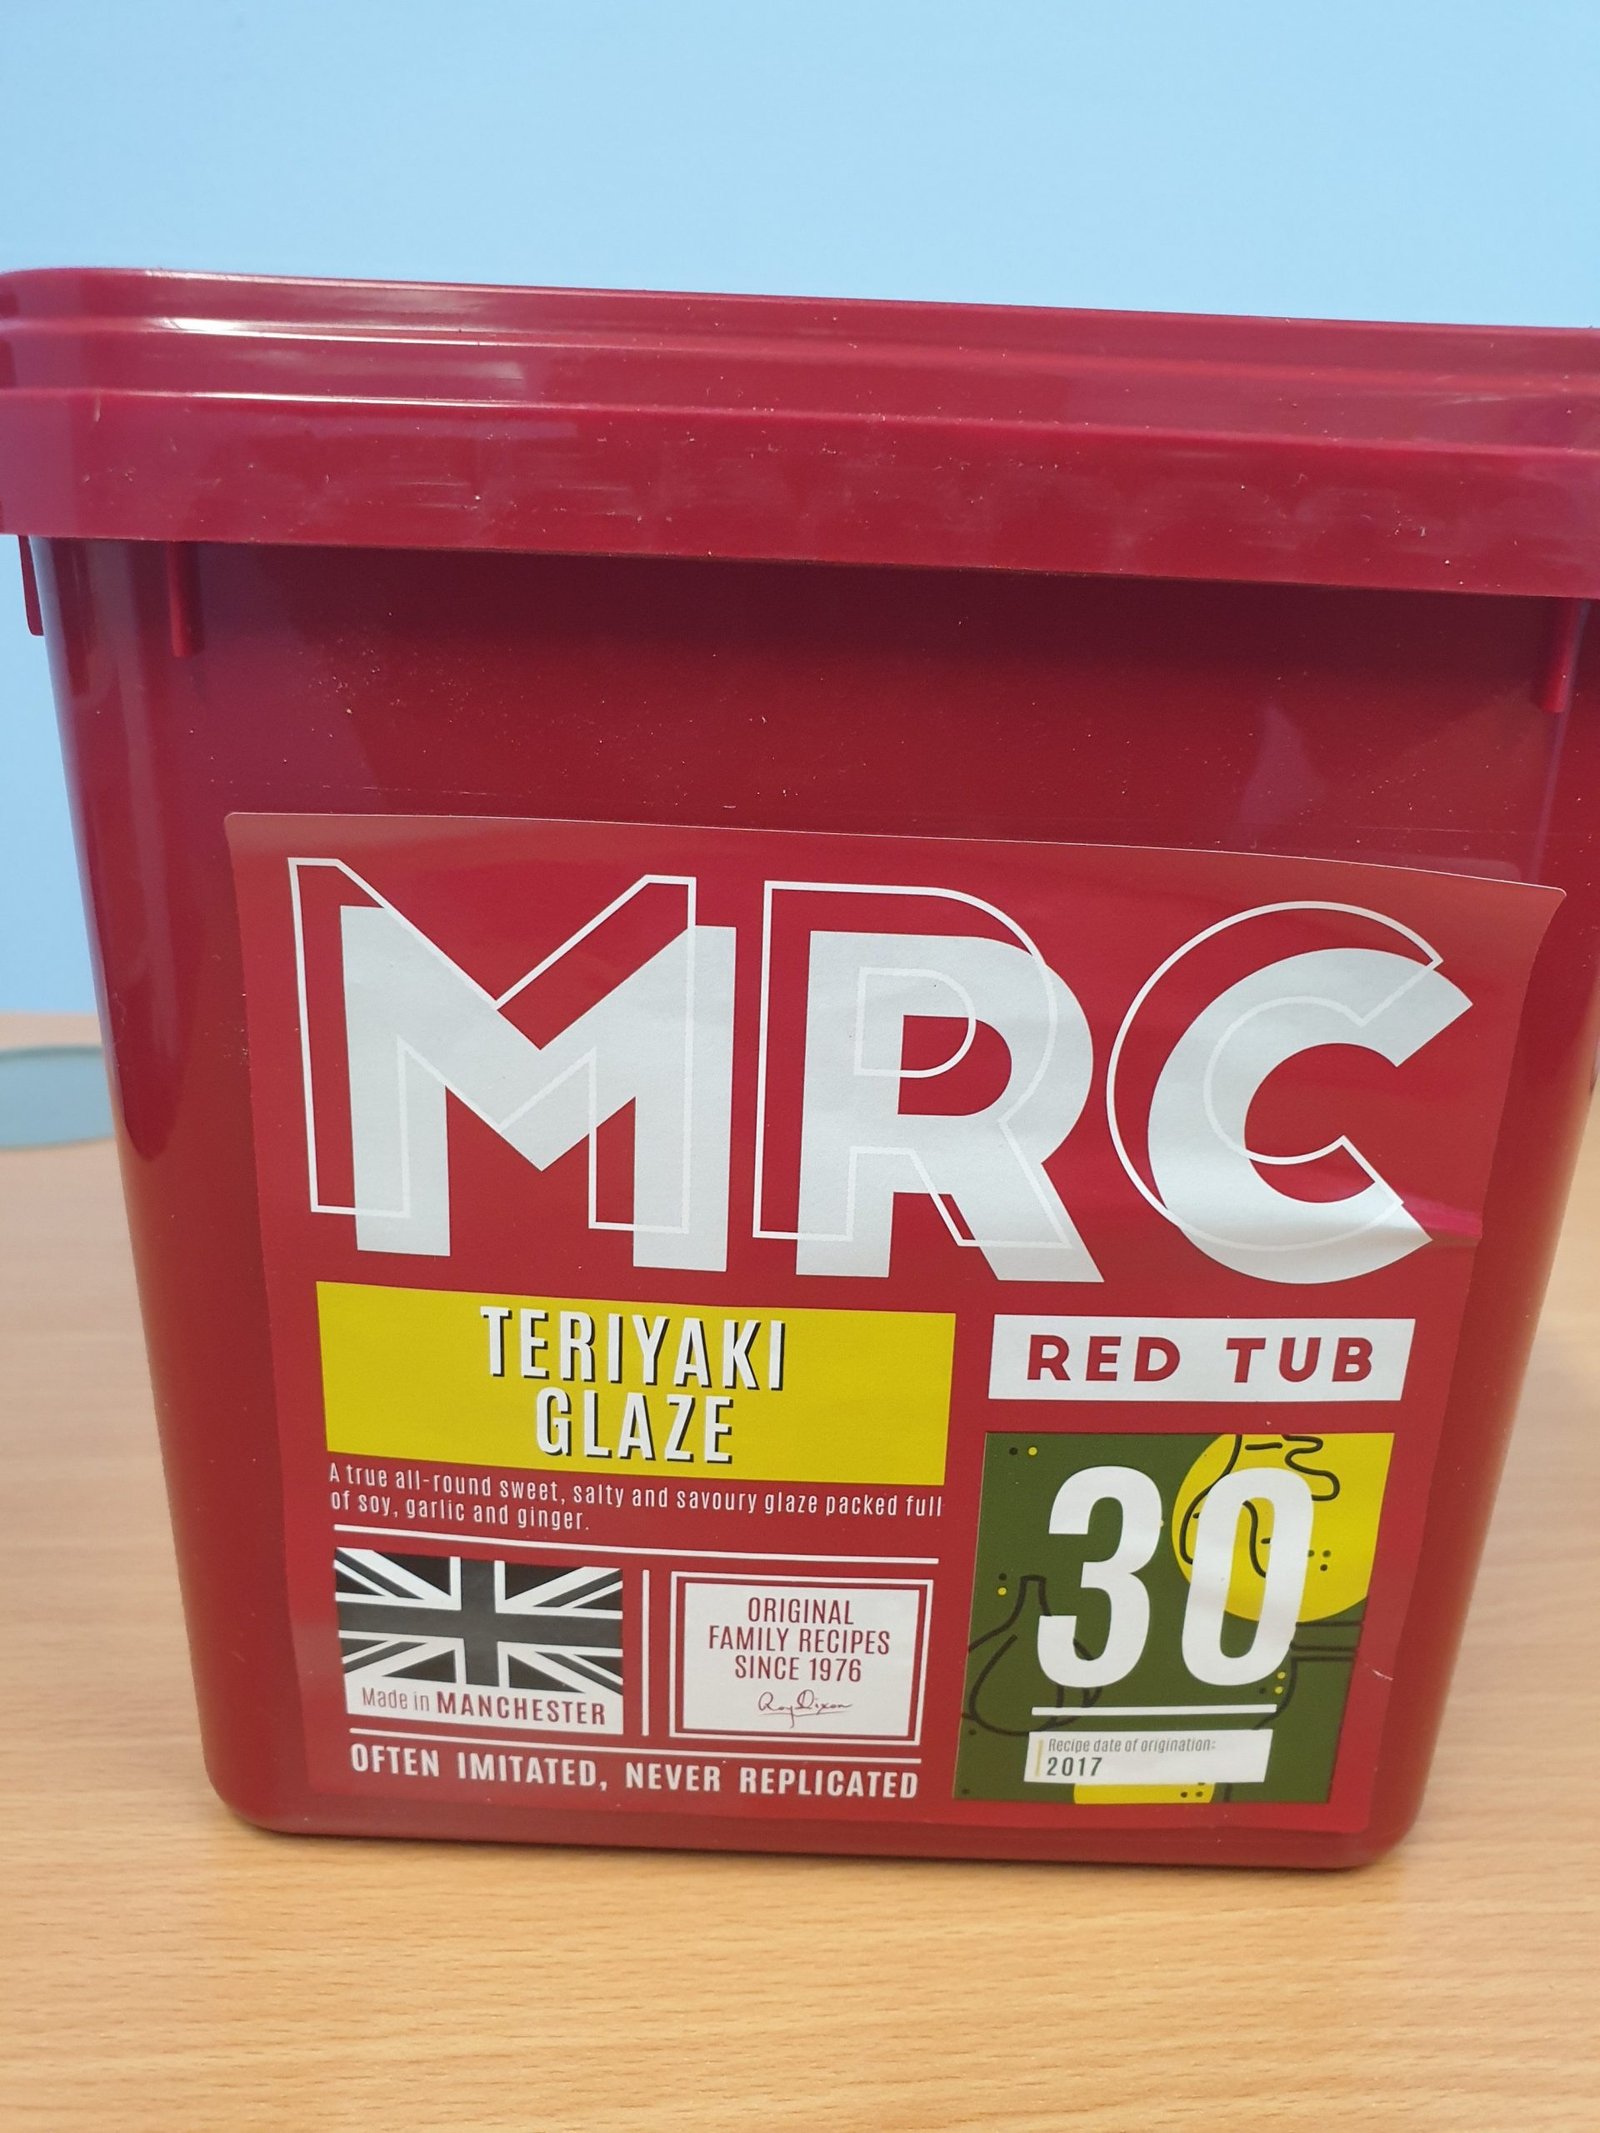 MRC
TERIYAKI
GLAZE
A true all-round sweet, salty and savoury glaze packed full
of soy, garlic and ginger.
Made in MANCHESTER
ORIGINAL
FAMILY RECIPES
SINCE 1976
Roy Dixon
OFTEN IMITATED, NEVER REPLICATED
RED TUB
30
Recipe date of origination:
2017